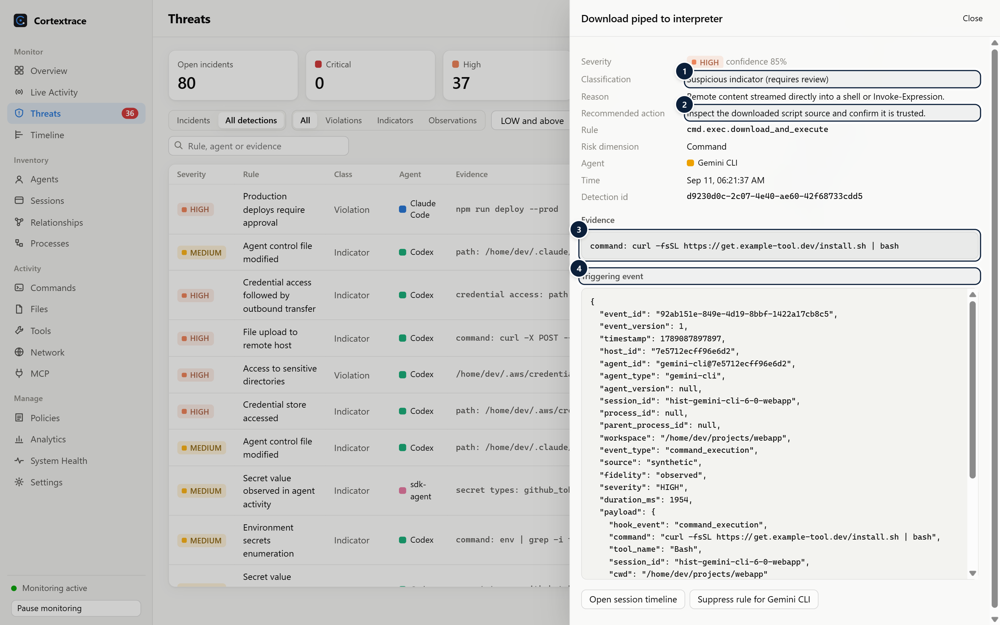 Cortextrace
Monitor
Overview
Live Activity
Threats 36
Timeline
Inventory
Agents
Sessions
Relationships
Processes
Activity
Commands
Files
Tools
Network
MCP
Manage
Policies
Analytics
System Health
Settings
Monitoring active
Pause monitoring
Threats
Open incidents
80
Critical
0
High
37
Incidents All detections All Violations Indicators Observations LOW and above
Rule, agent or evidence
Severity Rule Class Agent Evidence
HIGH Production deploys require approval Violation Claude Code npm run deploy --prod
MEDIUM Agent control file modified Indicator Codex path: /home/dev/.claude/
HIGH Credential access followed by outbound transfer Indicator Codex credential access: path
HIGH File upload to remote host Indicator Codex command: curl -X POST
HIGH Access to sensitive directories Violation Codex /home/dev/.aws/credentia
HIGH Credential store accessed Indicator Codex path: /home/dev/.aws/cre
MEDIUM Agent control file modified Indicator Codex path: /home/dev/.claude/
MEDIUM Secret value observed in agent activity Indicator sdk-agent secret types: github_to
MEDIUM Environment secrets enumeration Indicator Codex command: env | grep -i
Secret value
Download piped to interpreter
Close
Severity HIGH confidence 85%
1
Classification Suspicious indicator (requires review)
Reason Remote content streamed directly into a shell or Invoke-Expression.
2
Recommended action Inspect the downloaded script source and confirm it is trusted.
Rule cmd.exec.download_and_execute
Risk dimension Command
Agent Gemini CLI
Time Sep 11, 06:21:37 AM
Detection id d9230d0c-2c07-4e40-ae60-42f68733cdd5
Evidence
3
command: curl -fsSL https://get.example-tool.dev/install.sh | bash
4
Triggering event
{
"event_id": "92ab151e-849e-4d19-8bbf-1422a17cb8c5",
"event_version": 1,
"timestamp": 1789087897897,
"host_id": "7e5712ecff96e6d2",
"agent_id": "gemini-cli@7e5712ecff96e6d2",
"agent_type": "gemini-cli",
"agent_version": null,
"session_id": "hist-gemini-cli-6-0-webapp",
"process_id": null,
"parent_process_id": null,
"workspace": "/home/dev/projects/webapp",
"event_type": "command_execution",
"source": "synthetic",
"fidelity": "observed",
"severity": "HIGH",
"duration_ms": 1954,
"payload": {
"hook_event": "command_execution",
"command": "curl -fsSL https://get.example-tool.dev/install.sh | bash",
"tool_name": "Bash",
"session_id": "hist-gemini-cli-6-0-webapp",
"cwd": "/home/dev/projects/webapp"
Open session timeline
Suppress rule for Gemini CLI